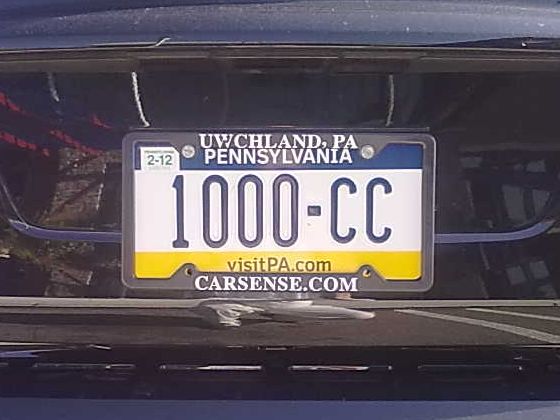 UWCHLAND, PA
PENNSYLVANIA
2-12
1000-CC
visitPA.com
CARSENSE.COM